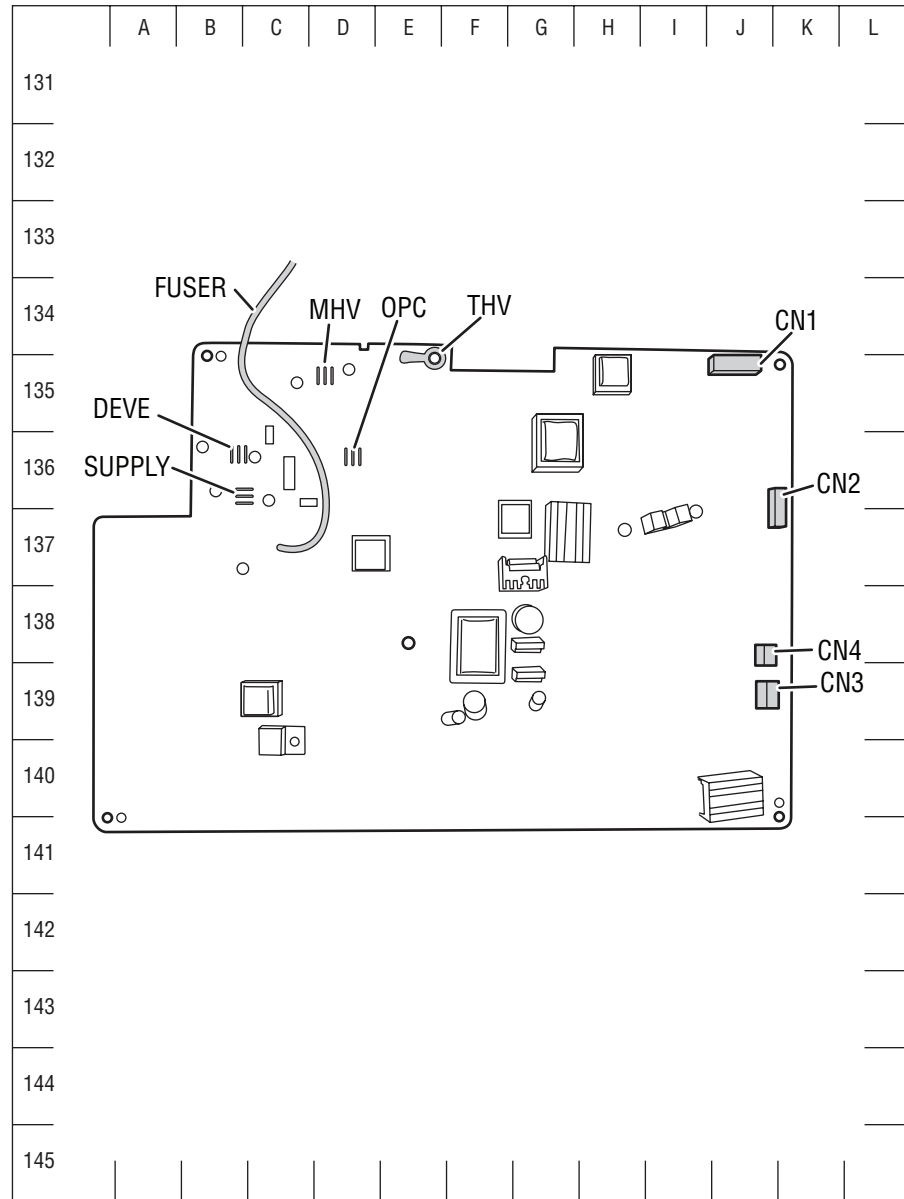 A B C D E F G H I J K L
131
132
133
134
FUSER
MHV
OPC
THV
CN1
135
DEVE
136
SUPPLY
CN2
137
138
CN4
CN3
139
140
141
142
143
144
145